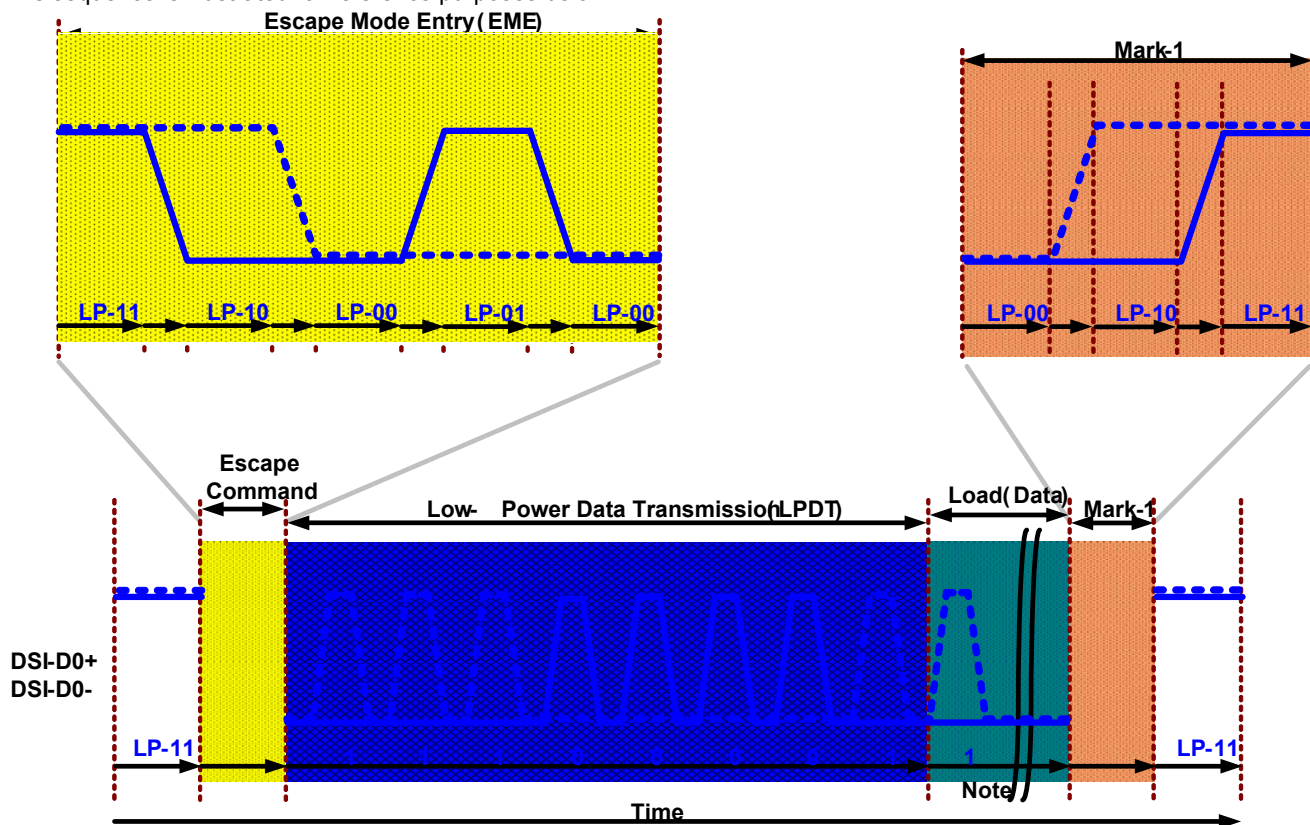 Escape Mode Entry (EME)
Mark-1
LP-11 LP-10 LP-00 LP-01 LP-00
LP-00 LP-10 LP-11
Escape
Command
Low- Power Data Transmission(LPDT)
Load(Data)
Mark-1
DSI-D0+
DSI-D0-
LP-11
1
LP-11
Note
Time